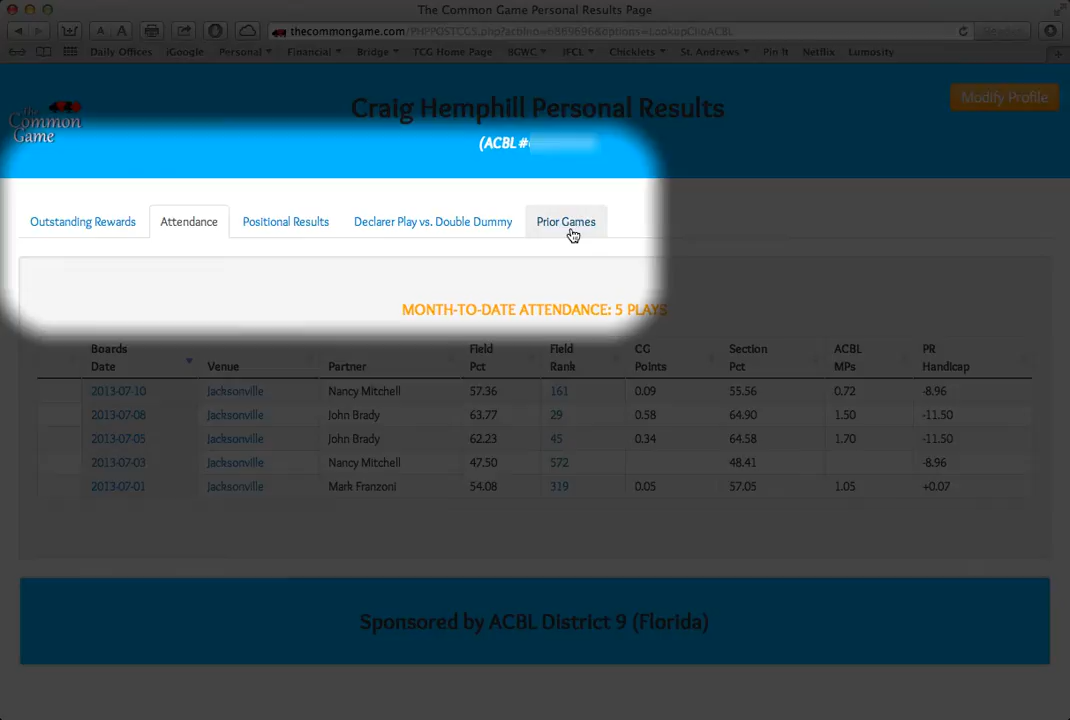 The Common Game Personal Results Page
thecommongame.com
Daily Offices iGoogle Personal Financial Bridge TCG Home Page BGWC IFCL Chicklets St. Andrews Pin It Netflix Lumosity
The Common Game
Craig Hemphill Personal Results
Modify Profile
(ACBL #
Outstanding Rewards Attendance Positional Results Declarer Play vs. Double Dummy Prior Games
MONTH-TO-DATE ATTENDANCE: 5 PLAYS
Boards Date Venue Partner Field Pct Field Rank CG Points Section Pct ACBL MPs PR Handicap
2013-07-10 Jacksonville Nancy Mitchell 57.36 161 0.09 55.56 0.72 -8.96
2013-07-08 Jacksonville John Brady 63.77 29 0.58 64.90 1.50 -11.50
2013-07-05 Jacksonville John Brady 62.23 45 0.34 64.58 1.70 -11.50
2013-07-03 Jacksonville Nancy Mitchell 47.50 572 48.41 -8.96
2013-07-01 Jacksonville Mark Franzoni 54.08 319 0.05 57.05 1.05 +0.07
Sponsored by ACBL District 9 (Florida)